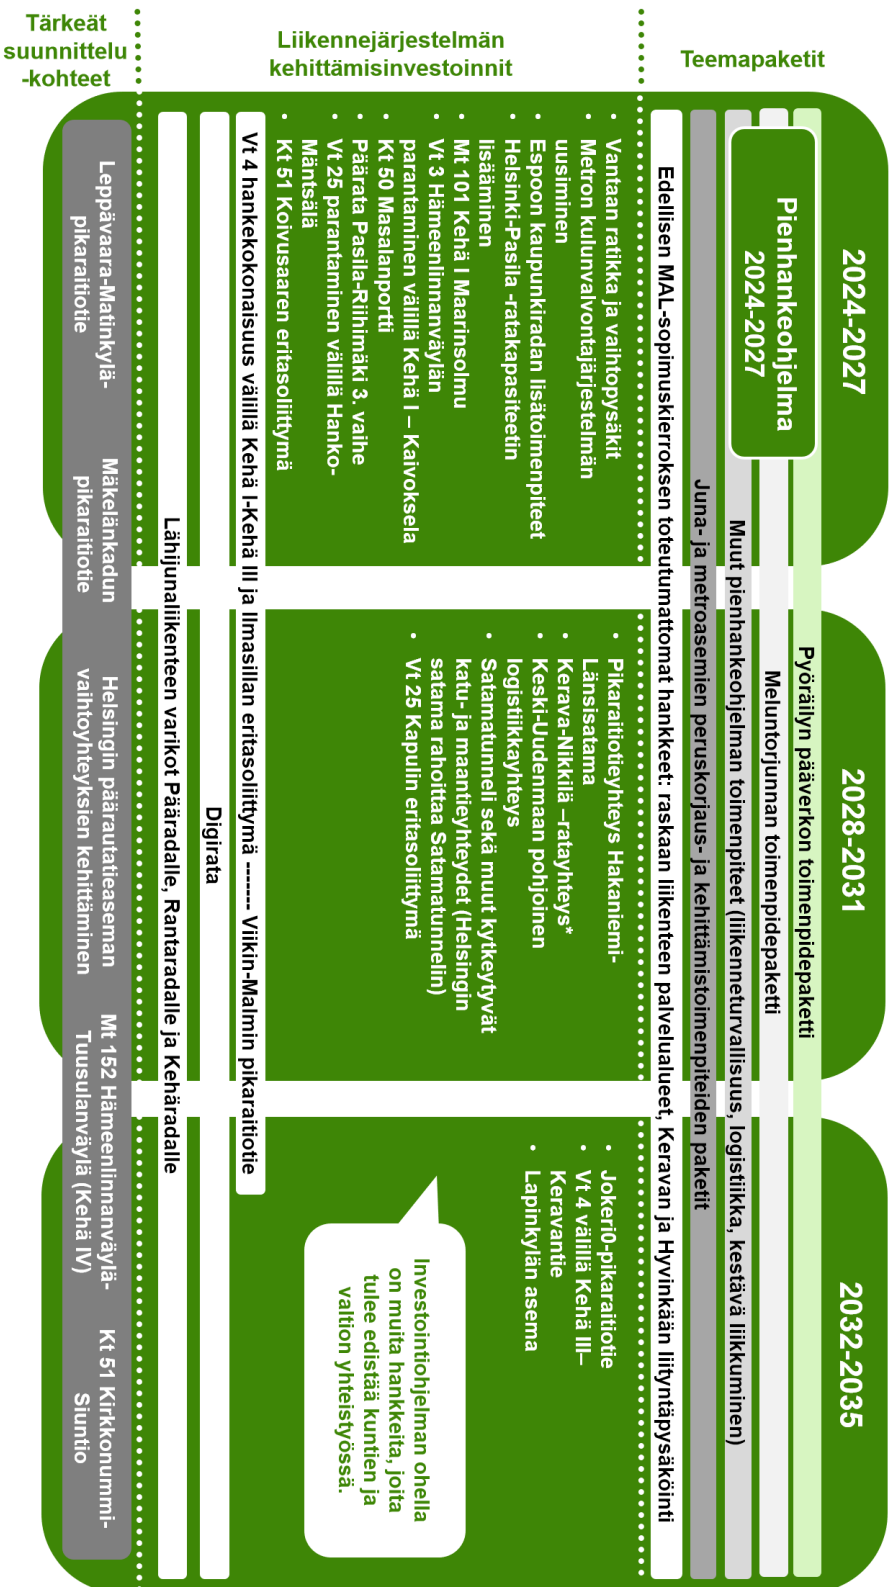 Teemapaketit
Liikennejärjestelmän
kehittämisinvestoinnit
Tärkeät
suunnittelu
-kohteet
2024-2027
2028-2031
2032-2035
Pyöräilyn pääverkon toimenpidepaketti
Pienhankeohjelma
2024-2027
Meluntorjunnan toimenpidepaketti
Muut pienhankeohjelman toimenpiteet (liikenneturvallisuus, logistiikka, kestävä liikkuminen)
Juna- ja metroasemien peruskorjaus- ja kehittämistoimenpiteiden paketit
Edellisen MAL-sopimuskierroksen toteutumattomat hankkeet: raskaan liikenteen palvelualueet, Keravan ja Hyvinkään liityntäpysäköinti
• Vantaan ratikka ja vaihtopysäkit
• Metron kulunvalvontajärjestelmän
uusiminen
• Espoon kaupunkiradan lisätoimenpiteet
• Helsinki-Pasila -ratakapasiteetin
lisääminen
• Mt 101 Kehä I Maarinsolmu
• Vt 3 Hämeenlinnanväylän
parantaminen välillä Kehä I – Kaivoksela
• Kt 50 Masalanportti
• Päärata Pasila-Riihimäki 3. vaihe
• Vt 25 parantaminen välillä Hanko-
Mäntsälä
• Kt 51 Koivusaaren eritasoliittymä
• Pikaraitiotieyhteys Hakaniemi-
Länsisatama
• Kerava-Nikkilä –ratayhteys*
• Keski-Uudenmaan pohjoinen
logistiikkayhteys
• Satamatunneli sekä muut kytkeytyvät
katu- ja maantieyhteydet (Helsingin
satama rahoittaa Satamatunnelin)
• Vt 25 Kapulin eritasoliittymä
• Jokeri0-pikaraitiotie
• Vt 4 välillä Kehä III–
Keravantie
• Lapinkylän asema
Investointiohjelman ohella
on muita hankkeita, joita
tulee edistää kuntien ja
valtion yhteistyössä.
Vt 4 hankekokonaisuus välillä Kehä I-Kehä III ja Ilmasillan eritasoliittymä ------- Viikin-Malmin pikaraitiotie
Digirata
Lähijunaliikenteen varikot Pääradalle, Rantaradalle ja Kehäradalle
Leppävaara-Matinkylä-
pikaraitiotie
Mäkelänkadun
pikaraitiotie
Helsingin päärautatieaseman
vaihtoyhteyksien kehittäminen
Mt 152 Hämeenlinnanväylä-
Tuusulanväylä (Kehä IV)
Kt 51 Kirkkonummi-
Siuntio